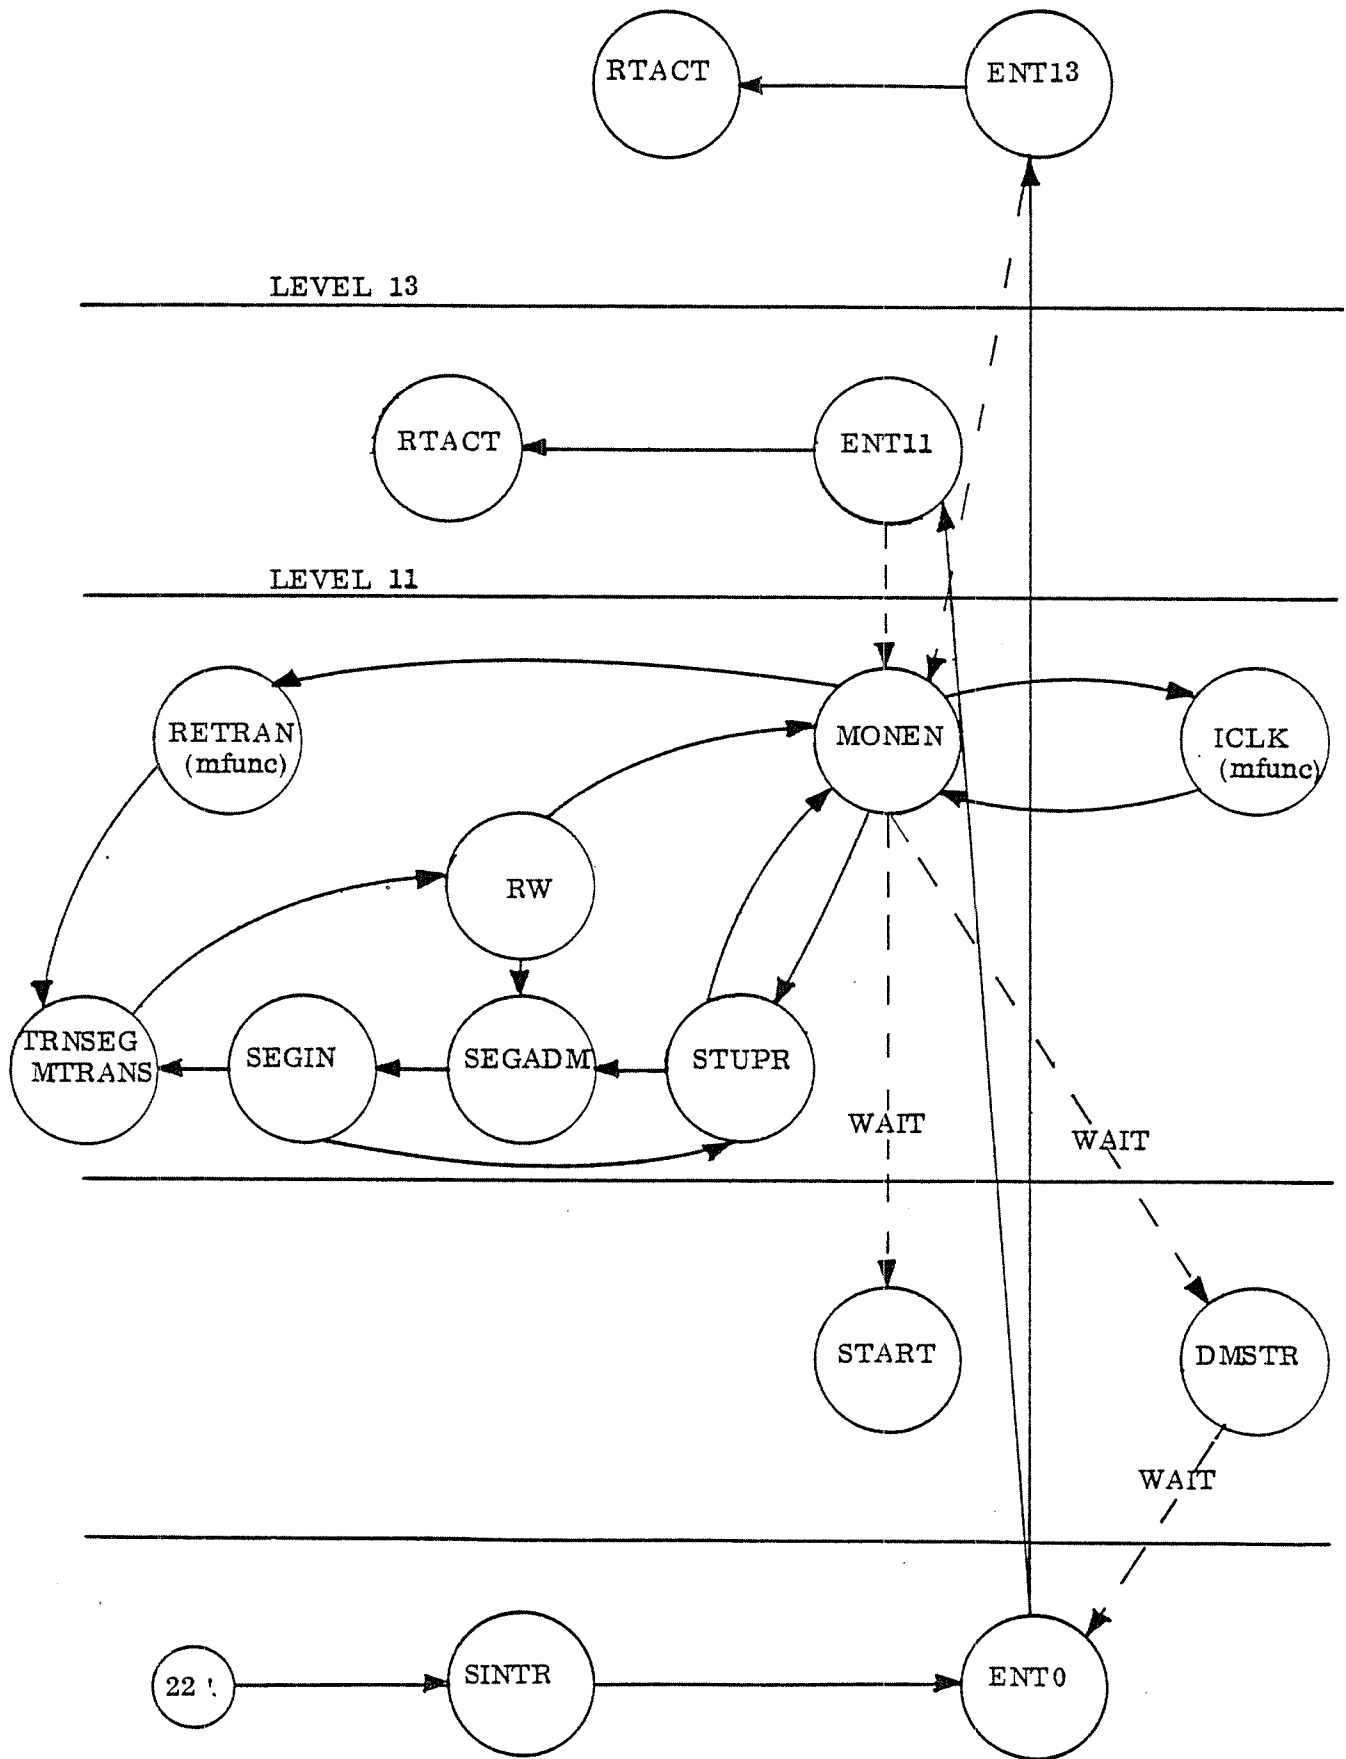 RTACT
ENT13
LEVEL 13
RTACT
ENT11
LEVEL 11
RETRAN
(mfunc)
MONEN
ICLK
(mfunc)
RW
TRNSEG
MTRANS
SEGIN
SEGADM
STUPR
WAIT
WAIT
START
DMSTR
WAIT
22 '.
SINTR
ENT0